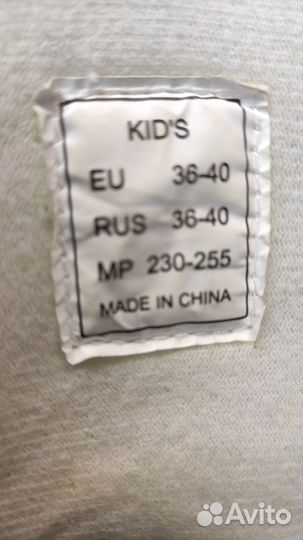 KID'S
EU 36-40
RUS 36-40
MP 230-255
MADE IN CHINA
Avito